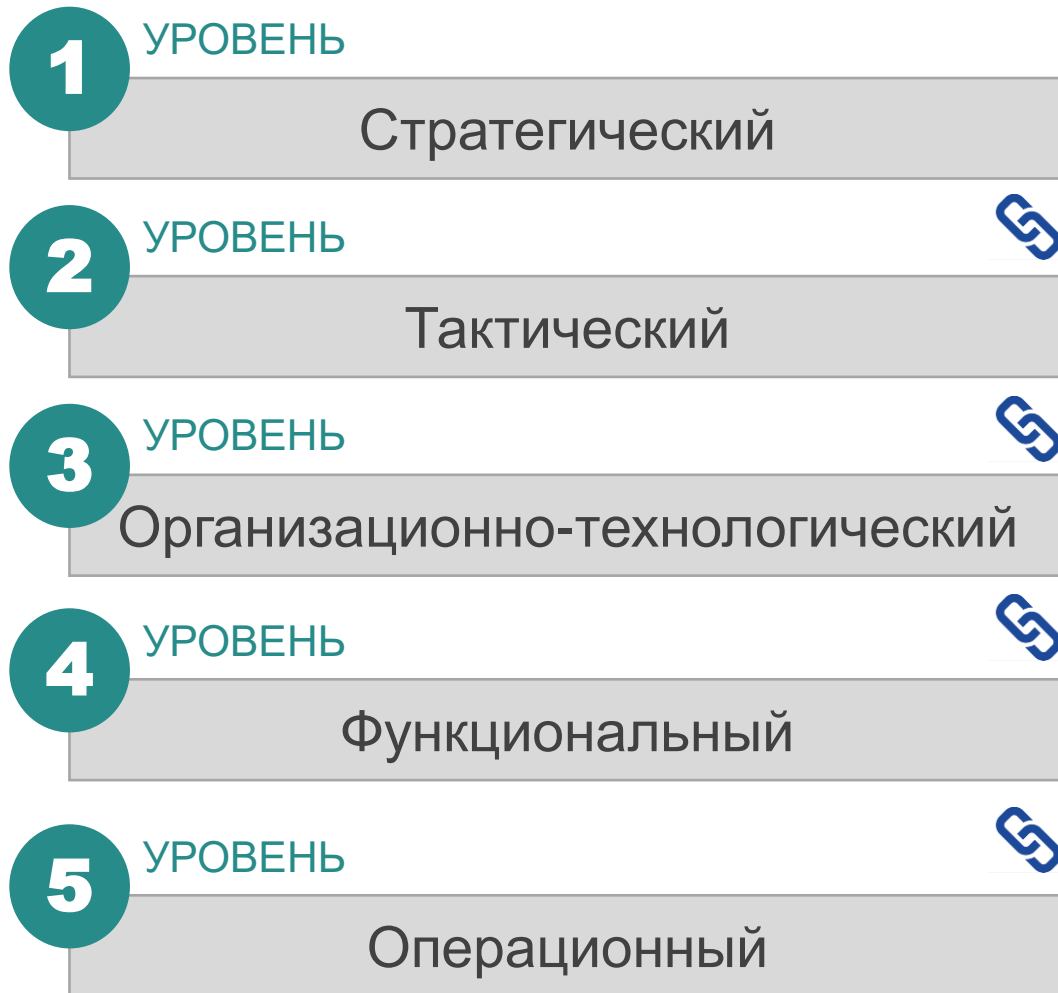 1
УРОВЕНЬ
Стратегический
2
УРОВЕНЬ
Тактический
3
УРОВЕНЬ
Организационно-технологический
4
УРОВЕНЬ
Функциональный
5
УРОВЕНЬ
Операционный